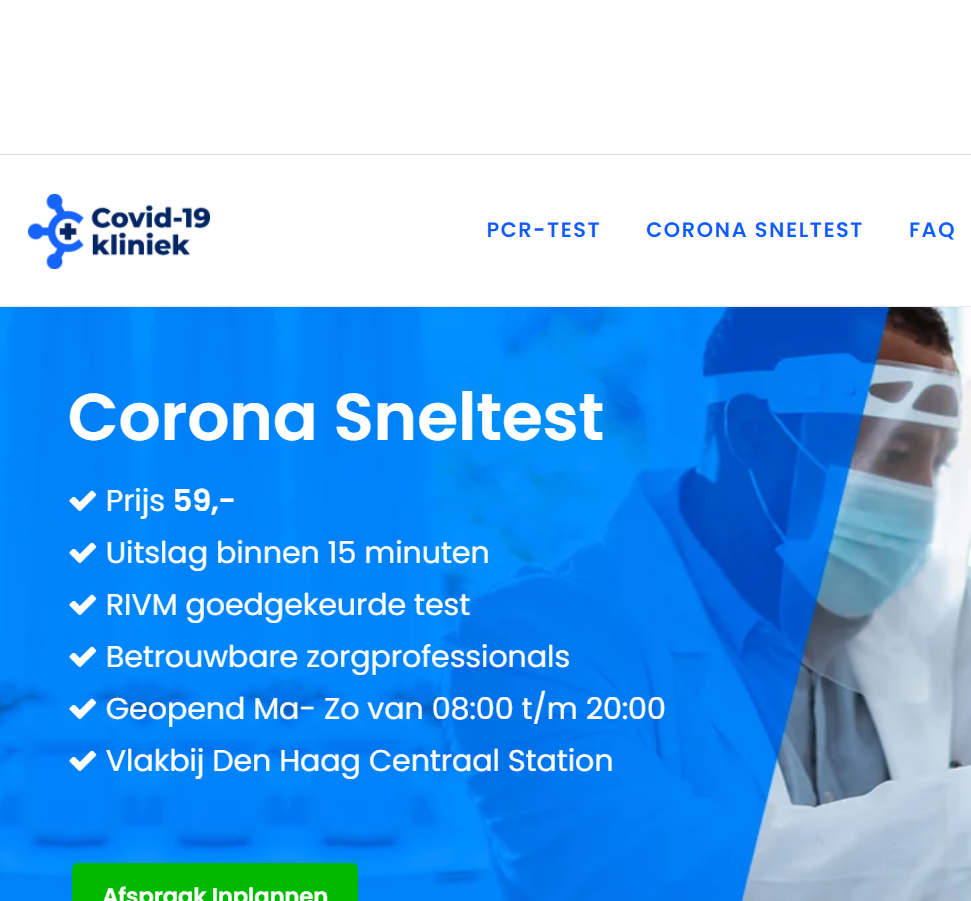 Covid-19
kliniek
PCR-TEST
CORONA SNELTEST
FAQ
Corona Sneltest
Prijs 59,-
Uitslag binnen 15 minuten
RIVM goedgekeurde test
Betrouwbare zorgprofessionals
Geopend Ma- Zo van 08:00 t/m 20:00
Vlakbij Den Haag Centraal Station
Afspraak Inplannen